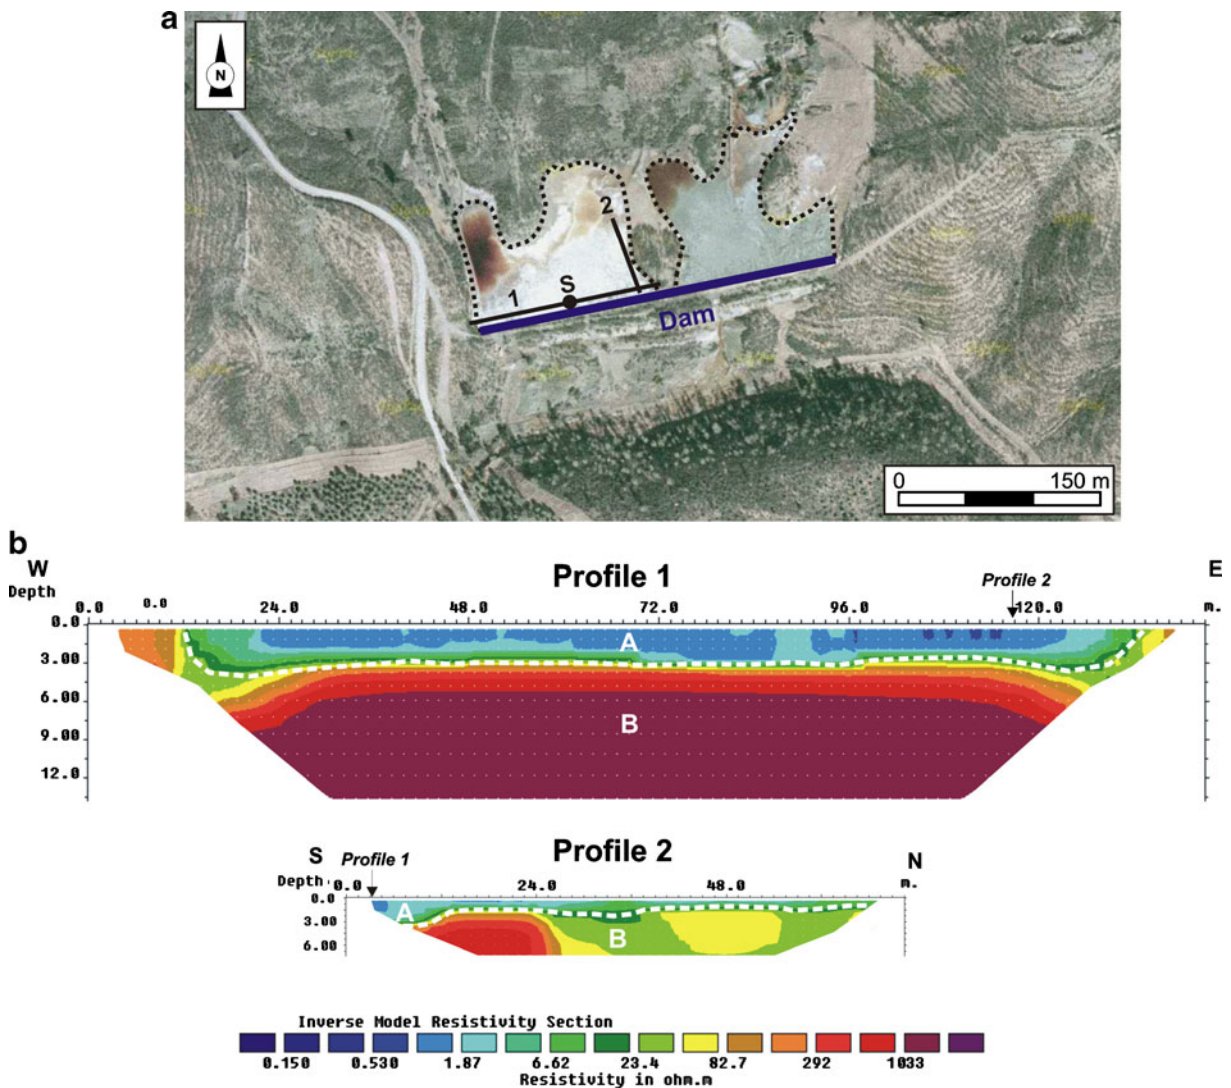 a
N
2
1
S
Dam
0 150 m
b
W
Profile 1
E
Depth
Profile 2
0.0 0.0 24.0 48.0 72.0 96.0 120.0 m.
0.0
3.00
6.00
9.00
12.0
A
B
S
Profile 1
Profile 2
N
Depth
0.0 24.0 48.0 m.
0.0
3.00
6.00
A
B
Inverse Model Resistivity Section
0.150 0.530 1.87 6.62 23.4 82.7 292 1033
Resistivity in ohm.m